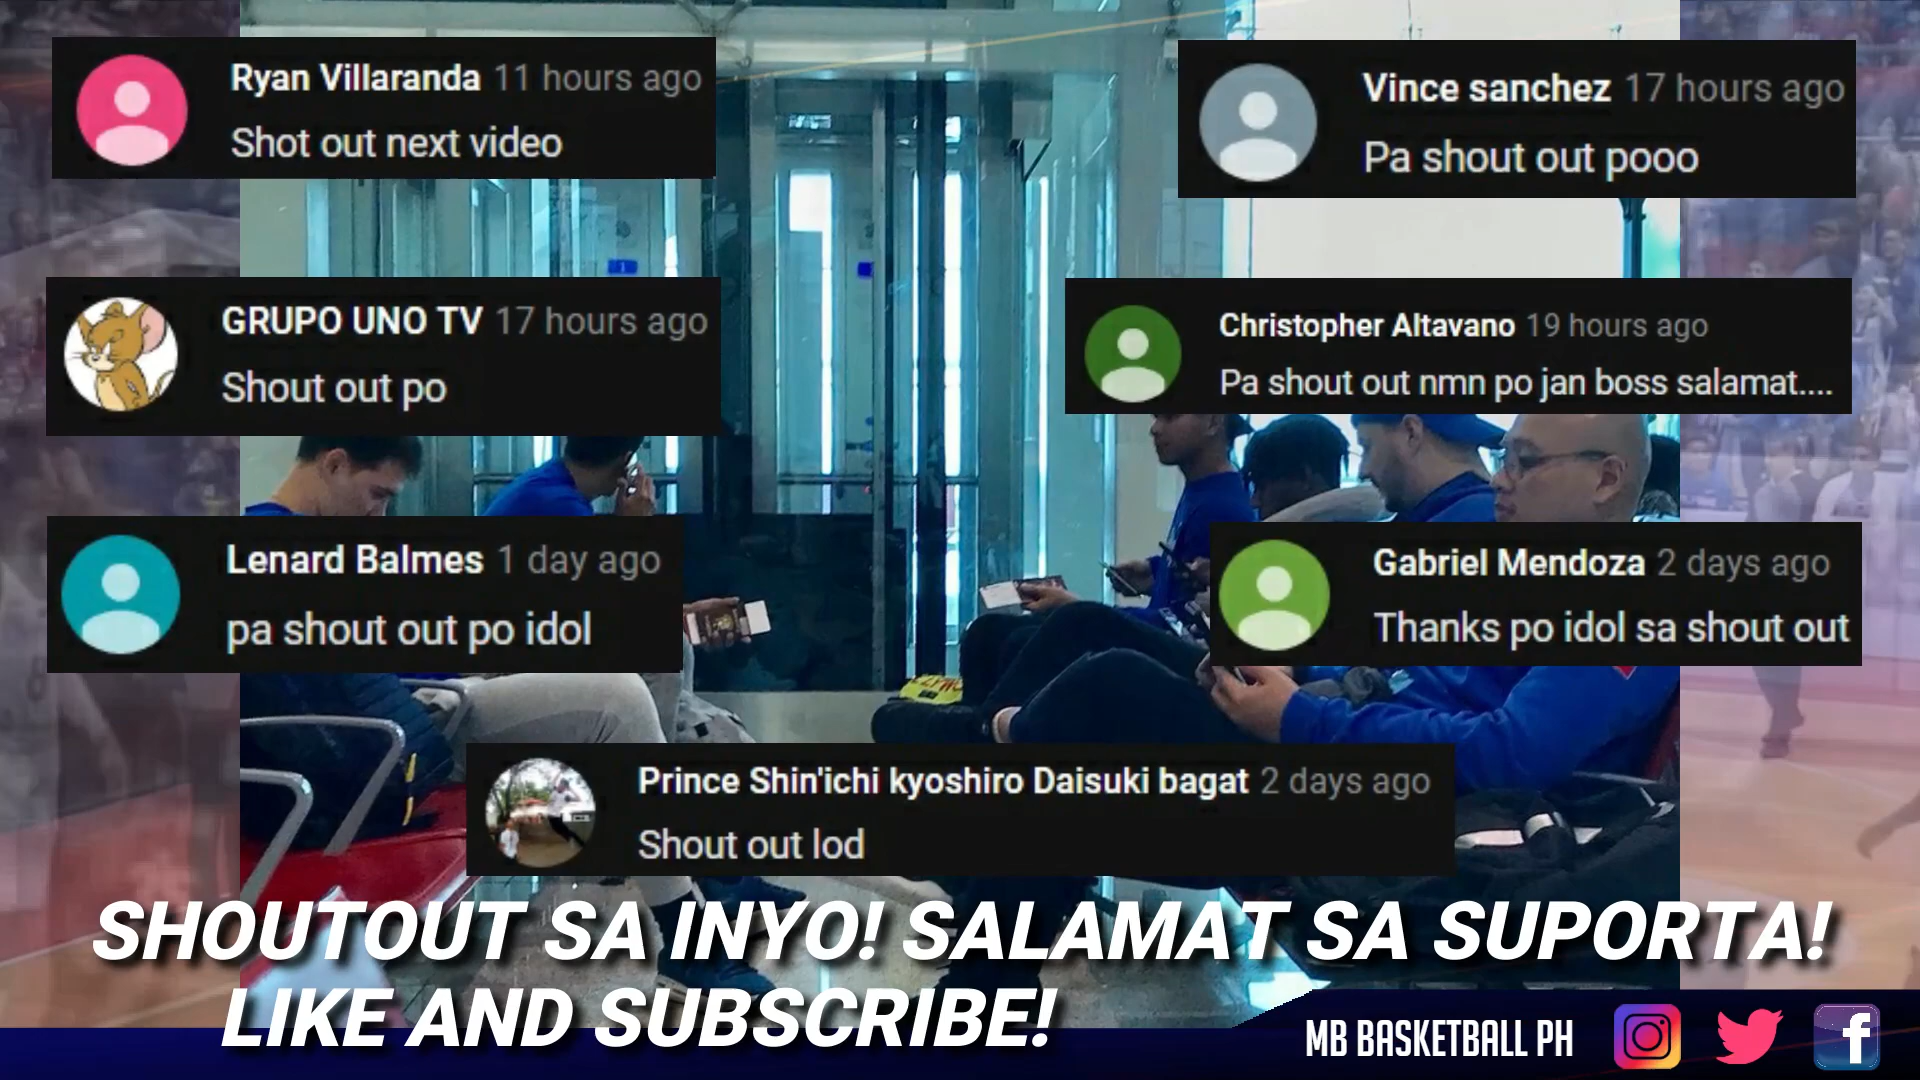 Ryan Villaranda 11 hours ago
Shot out next video
Vince sanchez 17 hours ago
Pa shout out pooo
GRUPO UNO TV 17 hours ago
Shout out po
Christopher Altavano 19 hours ago
Pa shout out nmn po jan boss salamat....
Lenard Balmes 1 day ago
pa shout out po idol
Gabriel Mendoza 2 days ago
Thanks po idol sa shout out
Prince Shin'ichi kyoshiro Daisuki bagat 2 days ago
Shout out lod
SHOUTOUT SA INYO! SALAMAT SA SUPORTA!
LIKE AND SUBSCRIBE!
MB BASKETBALL PH